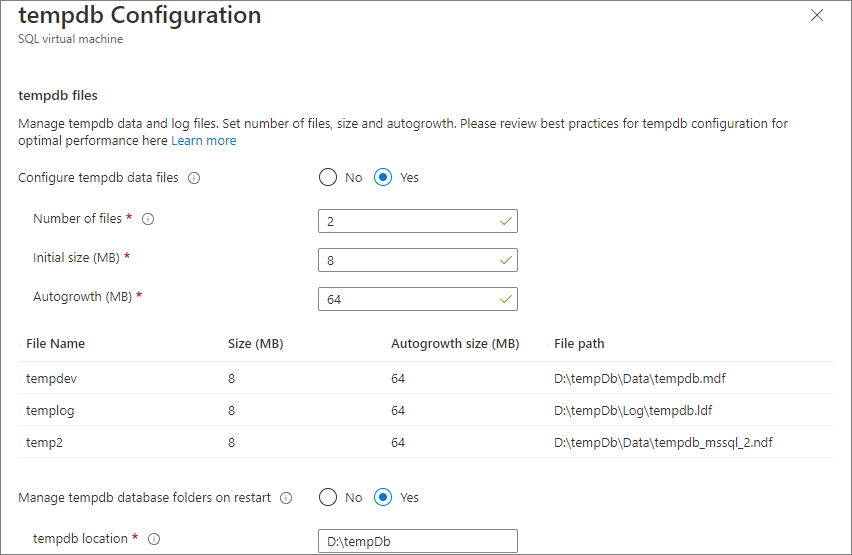 tempdb Configuration
SQL virtual machine
tempdb files
Manage tempdb data and log files. Set number of files, size and autogrowth. Please review best practices for tempdb configuration for
optimal performance here Learn more
Configure tempdb data files No Yes
Number of files * 2
Initial size (MB) * 8
Autogrowth (MB) * 64
File Name Size (MB) Autogrowth size (MB) File path
tempdev 8 64 D:\tempDb\Data\tempdb.mdf
templog 8 64 D:\tempDb\Log\tempdb.ldf
temp2 8 64 D:\tempDb\Data\tempdb_mssql_2.ndf
Manage tempdb database folders on restart No Yes
tempdb location * D:\tempDb